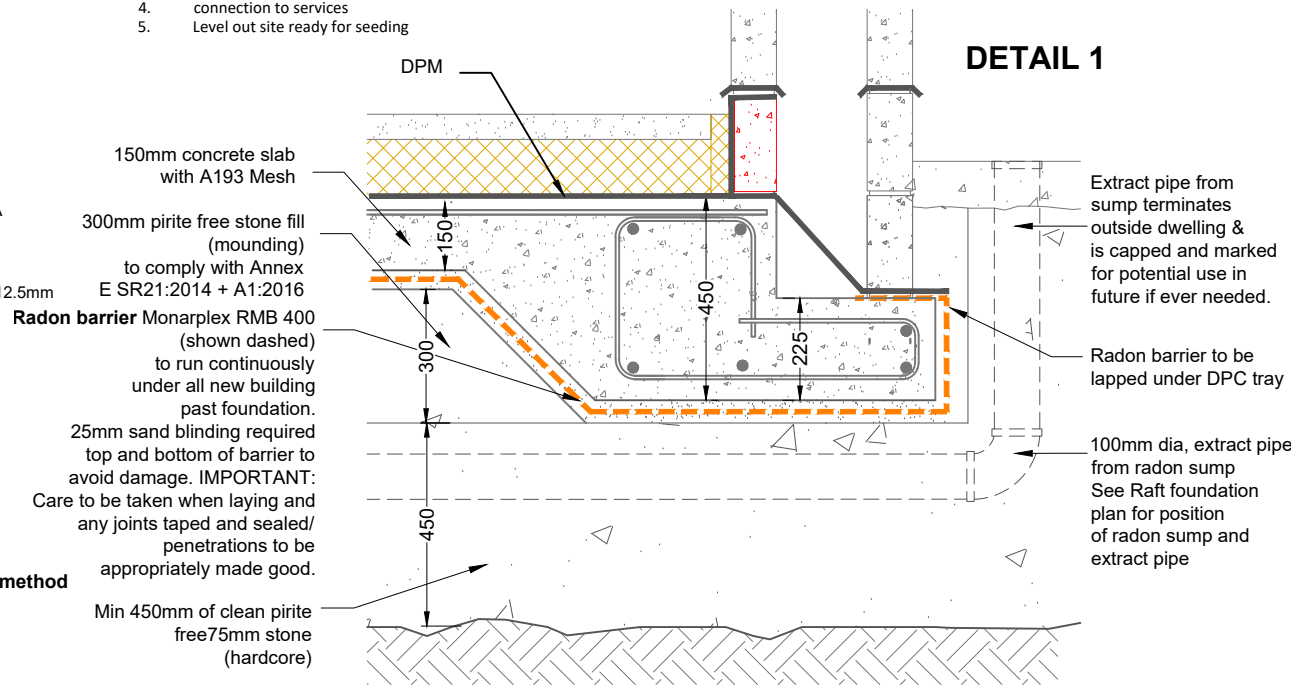 4. connection to services
5. Level out site ready for seeding
DETAIL 1
DPM
150mm concrete slab
with A193 Mesh
300mm pirite free stone fill
(mounding)
to comply with Annex
E SR21:2014 + A1:2016
12.5mm
Radon barrier Monarplex RMB 400
(shown dashed)
to run continuously
under all new building
past foundation.
25mm sand blinding required
top and bottom of barrier to
avoid damage. IMPORTANT:
Care to be taken when laying and
any joints taped and sealed/
penetrations to be
appropriately made good.
method
Min 450mm of clean pirite
free75mm stone
(hardcore)
150
300
450
450
225
Extract pipe from
sump terminates
outside dwelling &
is capped and marked
for potential use in
future if ever needed.
Radon barrier to be
lapped under DPC tray
100mm dia, extract pipe
from radon sump
See Raft foundation
plan for position
of radon sump and
extract pipe